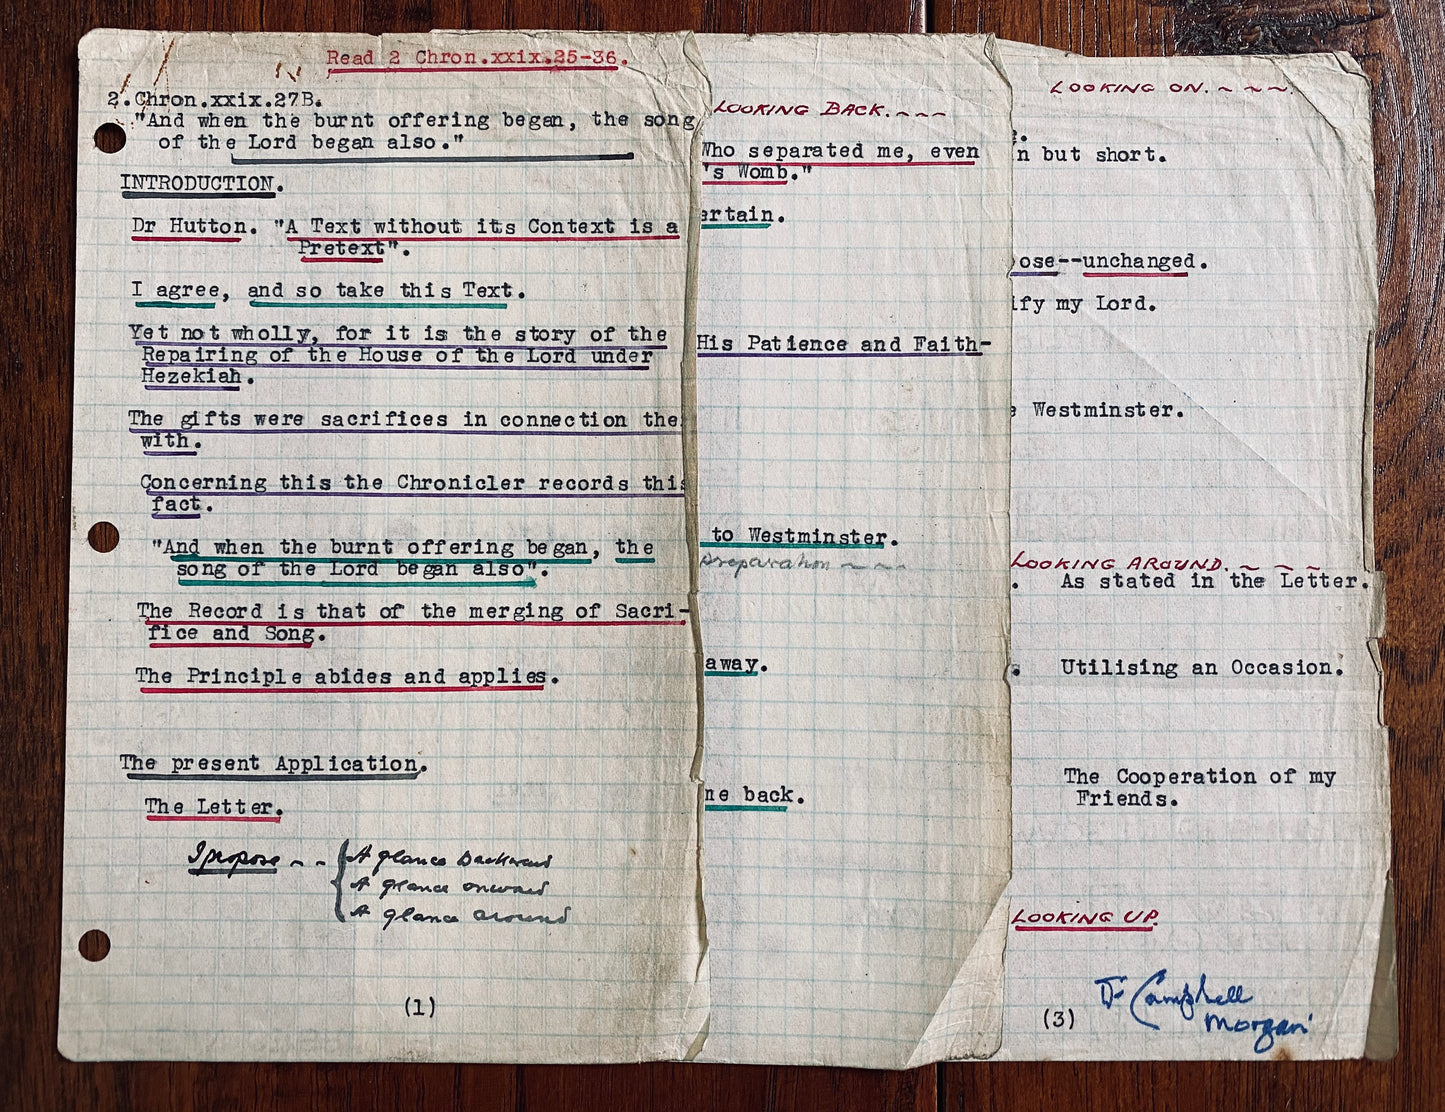 Read 2 Chron.xxix.25-36.
2.Chron.xxix.27B.
"And when the burnt offering began, the song
of the Lord began also."
INTRODUCTION.
Dr Hutton. "A Text without its Context is a
Pretext".
I agree, and so take this Text.
Yet not wholly, for it is the story of the
Repairing of the House of the Lord under
Hezekiah.
The gifts were sacrifices in connection the
with.
Concerning this the Chronicler records this
fact.
"And when the burnt offering began, the
song of the Lord began also".
The Record is that of the merging of Sacri-
fice and Song.
The Principle abides and applies.
The present Application.
The Letter.
I propose ~ ~ { A glance backward
A glance onward
A glance around
(1)
LOOKING BACK. ~ ~ ~
Who separated me, even
's Womb."
ertain.
His Patience and Faith-
to Westminster.
preparation ~ ~ ~
away.
ne back.
LOOKING ON. ~ ~ ~.
n but short.
ose--unchanged.
ify my Lord.
e Westminster.
LOOKING AROUND. ~ ~ ~
As stated in the Letter.
s. Utilising an Occasion.
The Cooperation of my
Friends.
LOOKING UP.
(3)
Campbell
Morgan